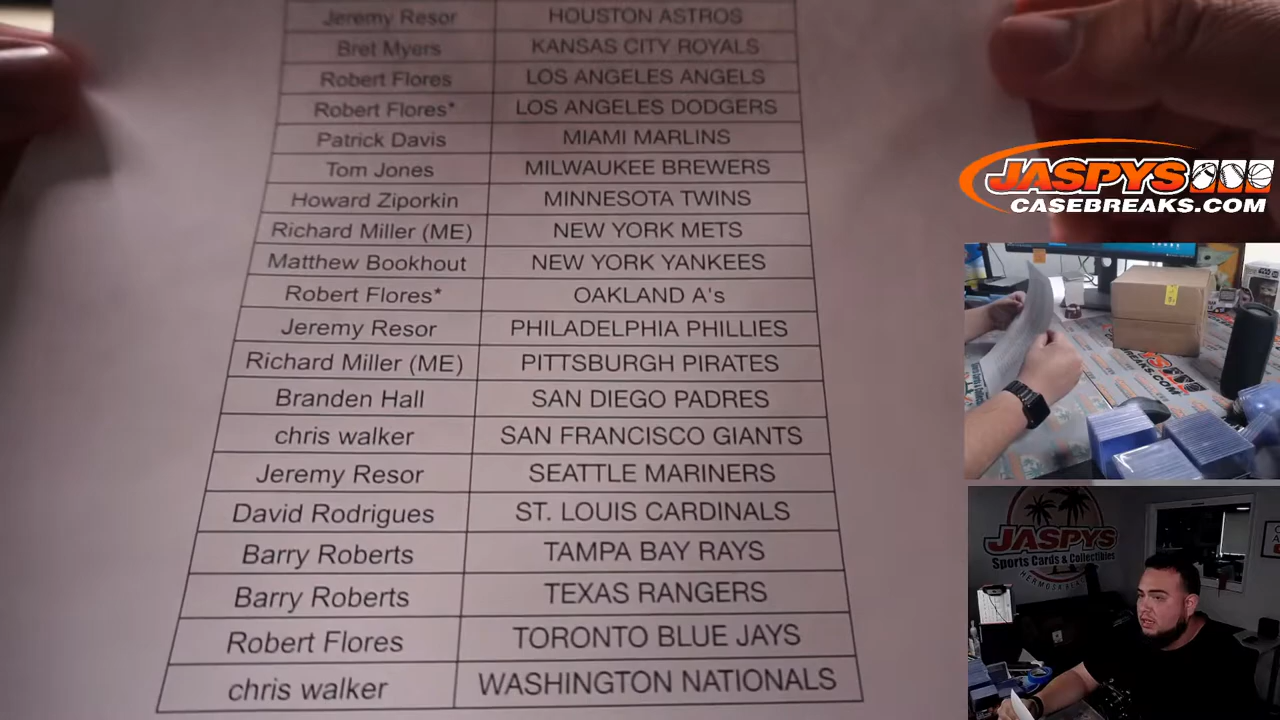 Jeremy Resor HOUSTON ASTROS
Bret Myers KANSAS CITY ROYALS
Robert Flores LOS ANGELES ANGELS
Robert Flores* LOS ANGELES DODGERS
Patrick Davis MIAMI MARLINS
Tom Jones MILWAUKEE BREWERS
Howard Ziporkin MINNESOTA TWINS
Richard Miller (ME) NEW YORK METS
Matthew Bookhout NEW YORK YANKEES
Robert Flores* OAKLAND A's
Jeremy Resor PHILADELPHIA PHILLIES
Richard Miller (ME) PITTSBURGH PIRATES
Branden Hall SAN DIEGO PADRES
chris walker SAN FRANCISCO GIANTS
Jeremy Resor SEATTLE MARINERS
David Rodrigues ST. LOUIS CARDINALS
Barry Roberts TAMPA BAY RAYS
Barry Roberts TEXAS RANGERS
Robert Flores TORONTO BLUE JAYS
chris walker WASHINGTON NATIONALS
JASPYS
CASEBREAKS.COM
JASPYS
Sports Cards & Collectibles